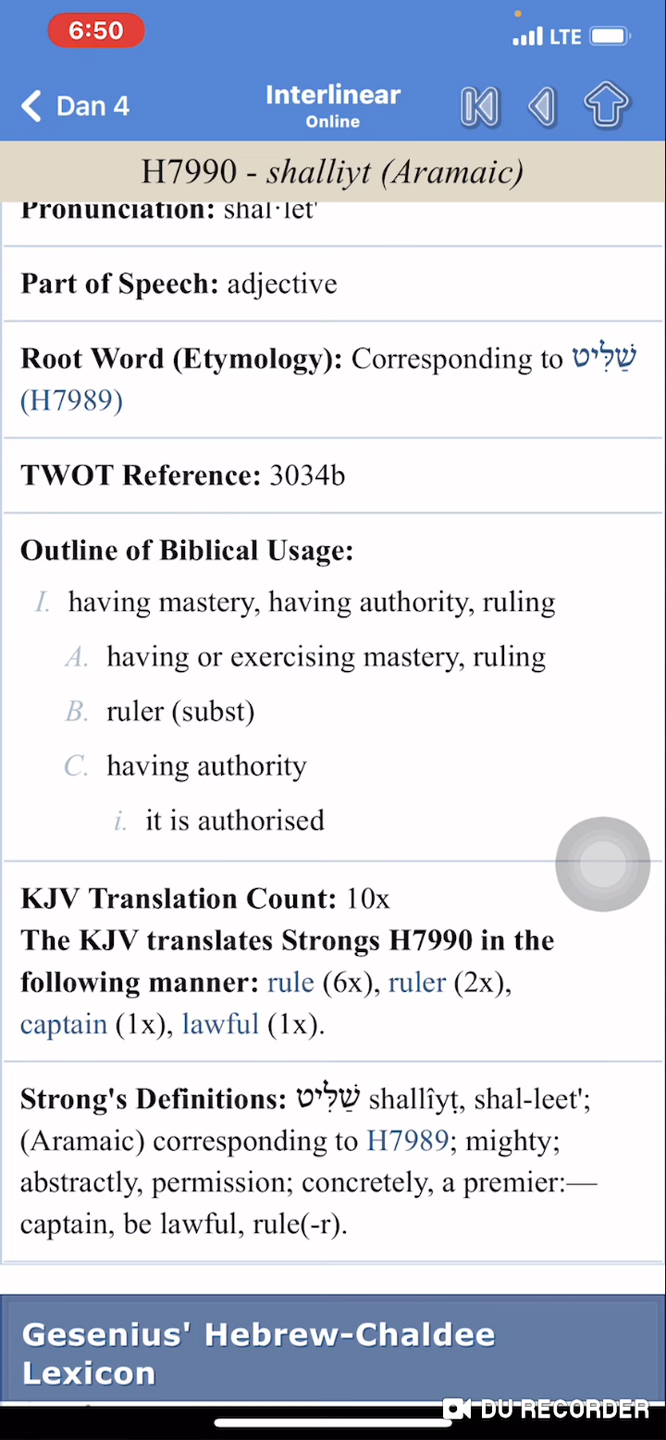 6:50
LTE
Dan 4
Interlinear
Online
H7990 - shalliyt (Aramaic)
Pronunciation: shal·let'
Part of Speech: adjective
Root Word (Etymology): Corresponding to שַׁלִּיט
(H7989)
TWOT Reference: 3034b
Outline of Biblical Usage:
I. having mastery, having authority, ruling
A. having or exercising mastery, ruling
B. ruler (subst)
C. having authority
i. it is authorised
KJV Translation Count: 10x
The KJV translates Strongs H7990 in the
following manner: rule (6x), ruler (2x),
captain (1x), lawful (1x).
Strong's Definitions: שַׁלִּיט shallîyṭ, shal-leet';
(Aramaic) corresponding to H7989; mighty;
abstractly, permission; concretely, a premier:—
captain, be lawful, rule(-r).
Gesenius' Hebrew-Chaldee
Lexicon
DU RECORDER